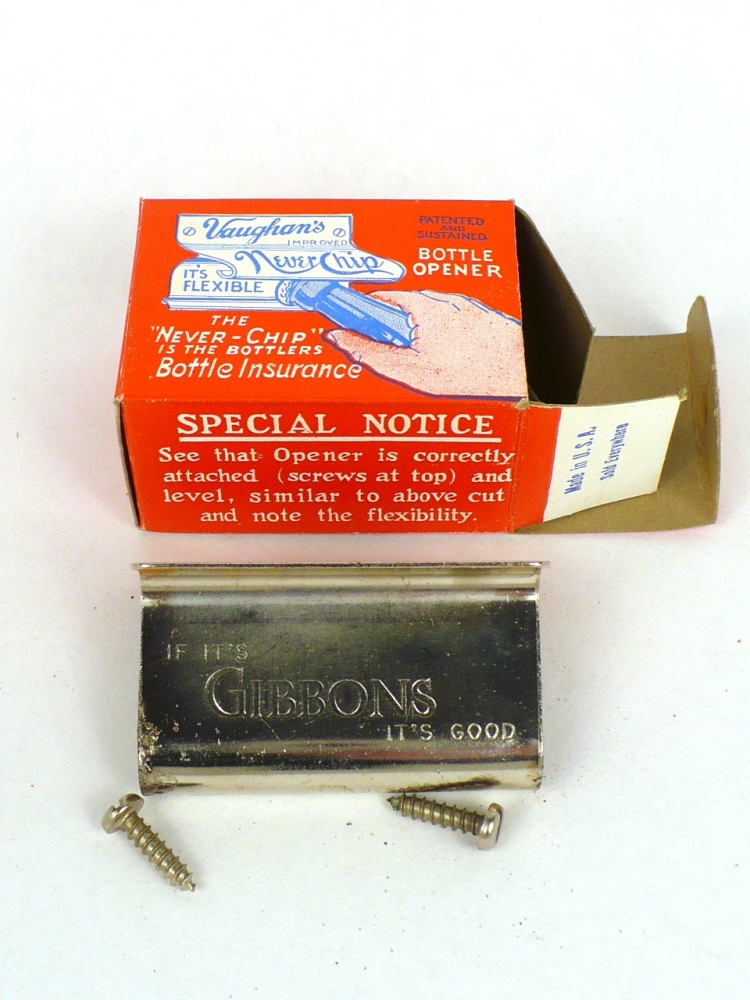 Vaughan's
IMPROVED
Never Chip
IT'S
FLEXIBLE
PATENTED
AND
SUSTAINED
BOTTLE
OPENER
THE
"NEVER-CHIP"
IS THE BOTTLERS
Bottle Insurance
SPECIAL NOTICE
See that Opener is correctly
attached (screws at top) and
level, similar to above cut
and note the flexibility.
Made in U.S.A.
Sold Everywhere
IF IT'S
GIBBONS
IT'S GOOD